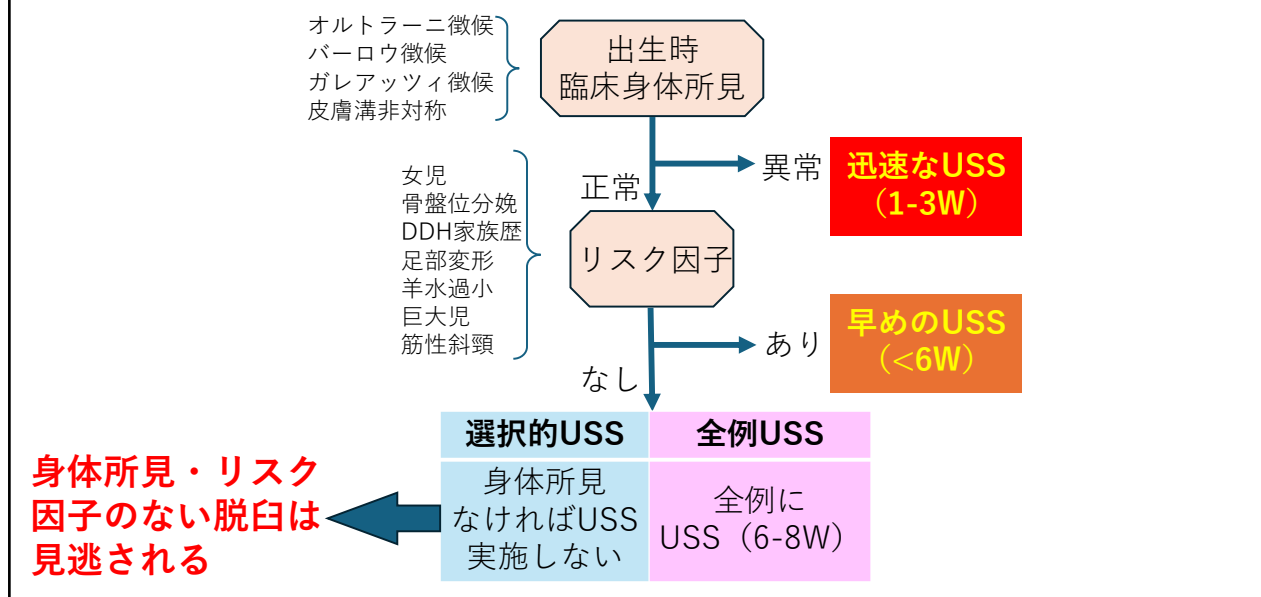 オルトラーニ徴候
バーロウ徴候
ガレアッツィ徴候
皮膚溝非対称
出生時
臨床身体所見
異常
迅速なUSS
（1-3W）
正常
女児
骨盤位分娩
DDH家族歴
足部変形
羊水過小
巨大児
筋性斜頸
リスク因子
あり
早めのUSS
（<6W）
なし
選択的USS
全例USS
身体所見
なければUSS
実施しない
全例に
USS（6-8W）
身体所見・リスク
因子のない脱臼は
見逃される